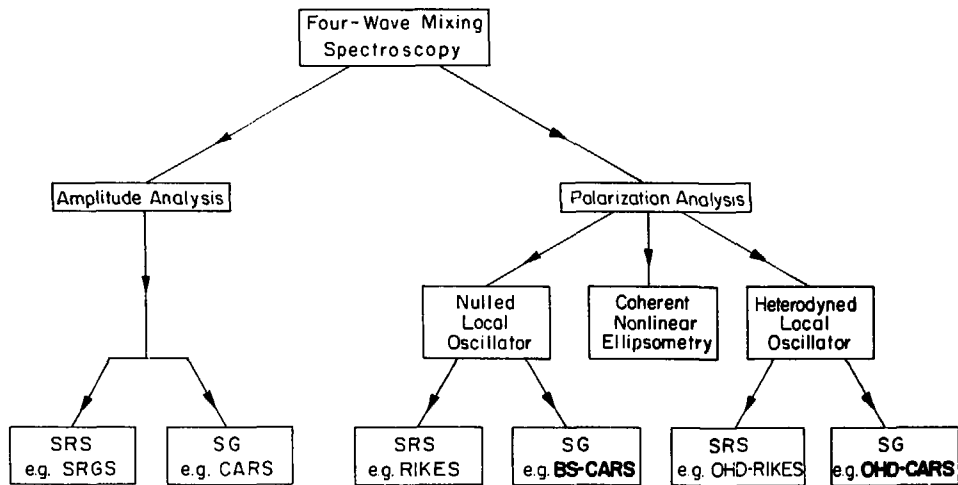 Four-Wave Mixing
Spectroscopy
Amplitude Analysis
Palarization Analysis
Nulled
Local
Oscillator
Coherent
Nonlinear
Ellipsometry
Heterodyned
Local
Oscillator
SRS
e.g. SRGS
SG
e.g. CARS
SRS
e.g. RIKES
SG
e.g. BS-CARS
SRS
e.g. OHD-RIKES
SG
e.g. OHD-CARS